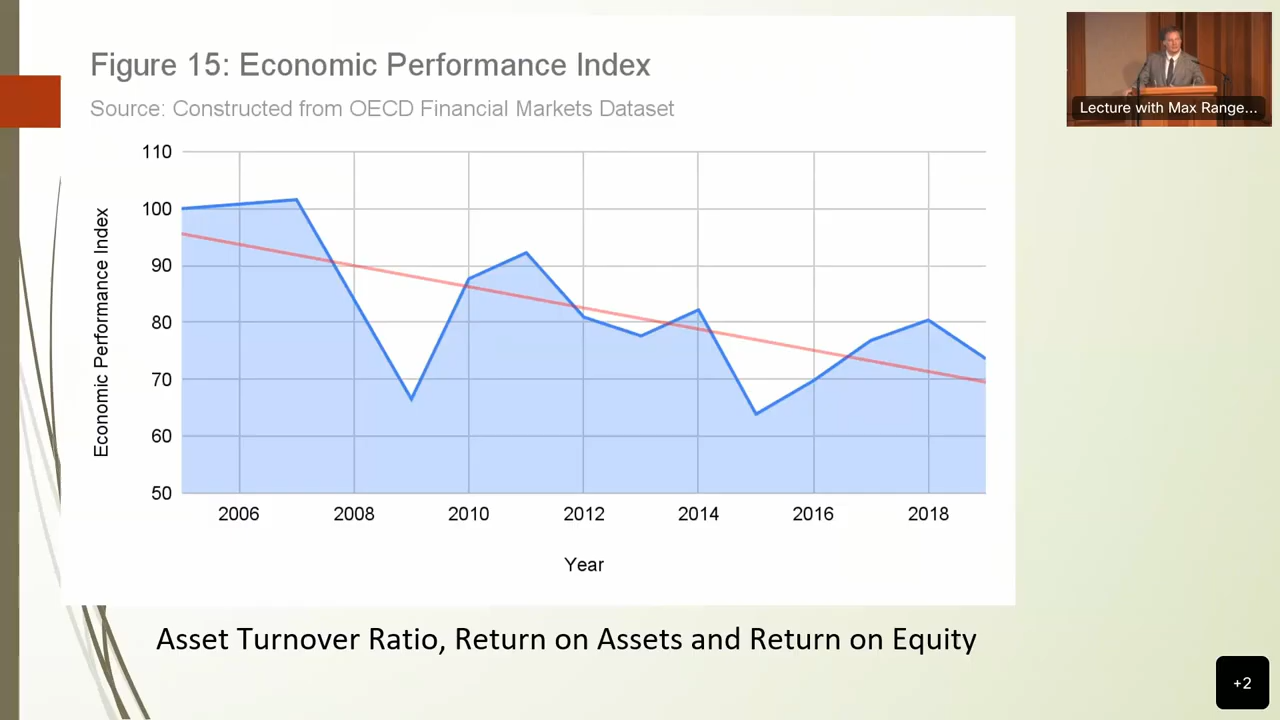 Figure 15: Economic Performance Index
Source: Constructed from OECD Financial Markets Dataset
Lecture with Max Range...
110
100
90
80
70
60
50
Economic Performance Index
2006 2008 2010 2012 2014 2016 2018
Year
Asset Turnover Ratio, Return on Assets and Return on Equity
+2